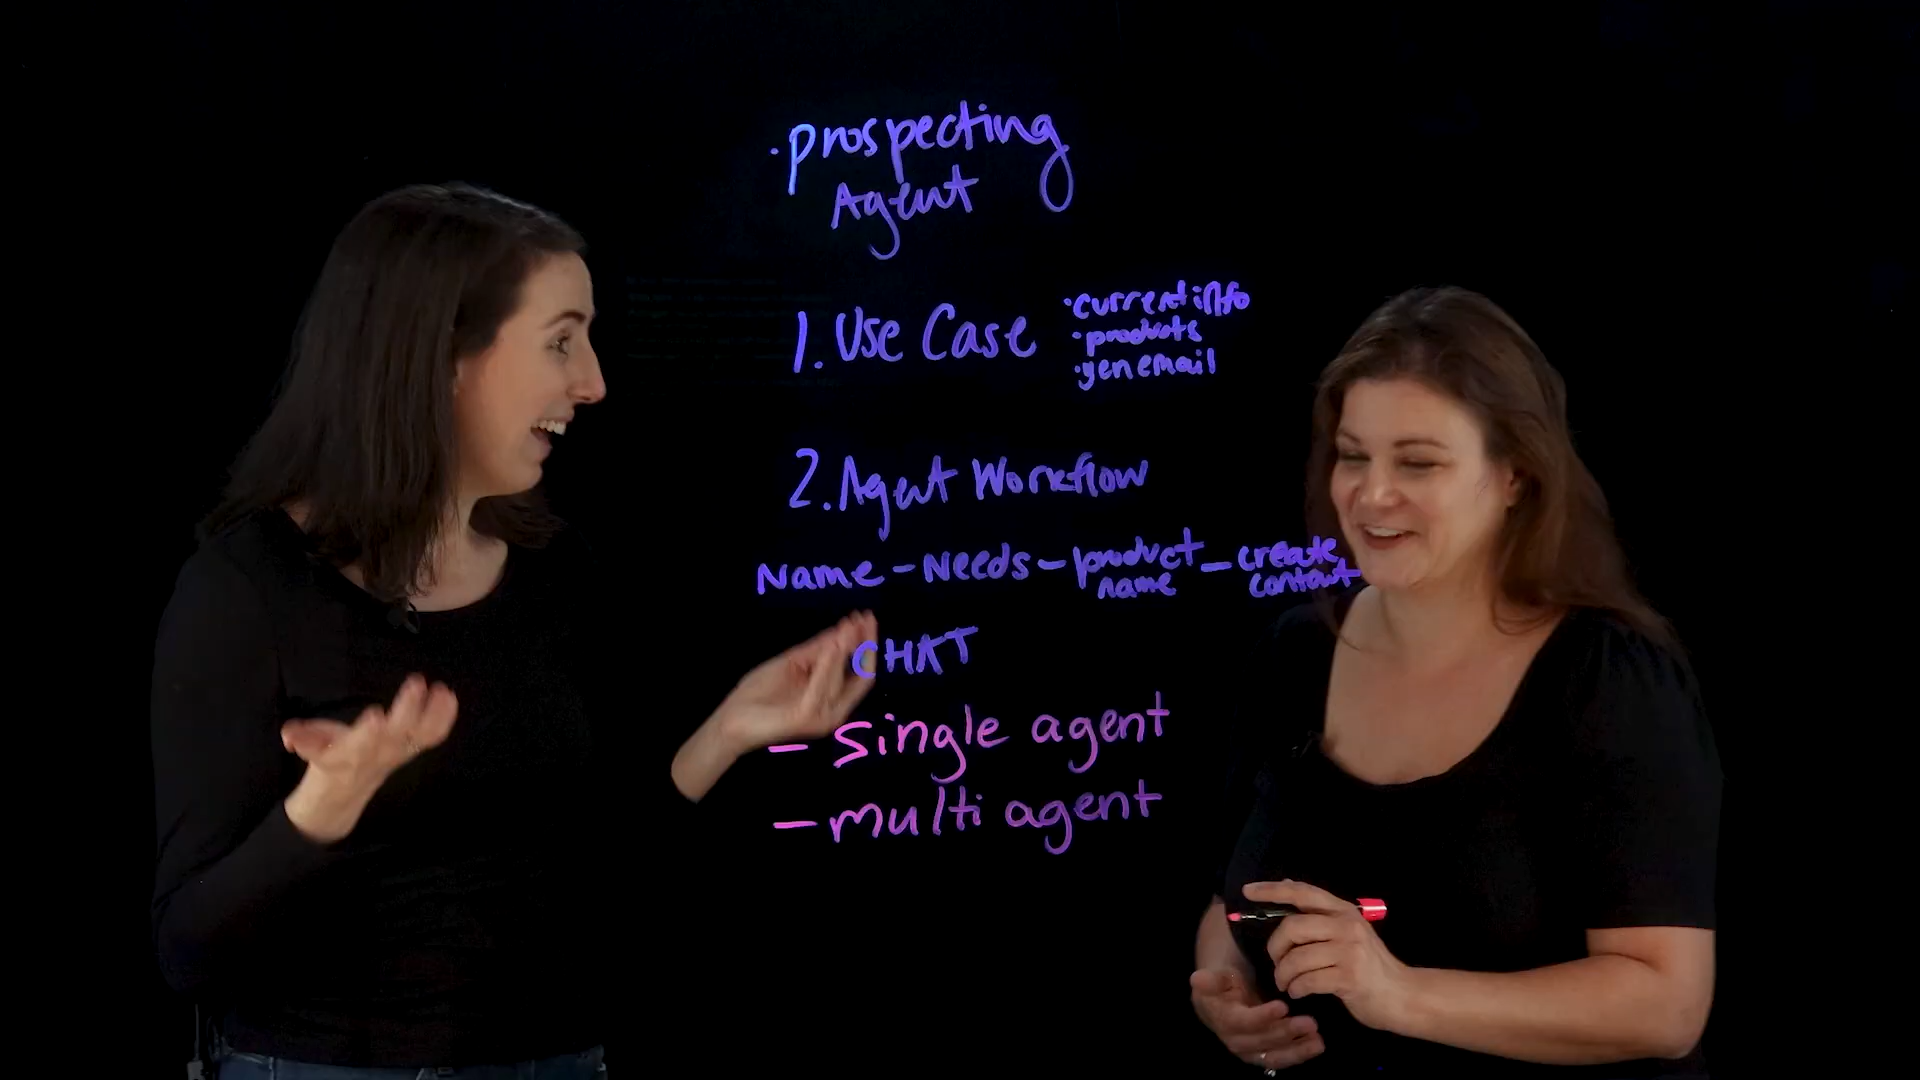 ·prospecting
Agent
1. Use Case
·current info
·products
·gen email
2. Agent Workflow
Name - Needs - product name - create content
CHAT
- single agent
- multi agent